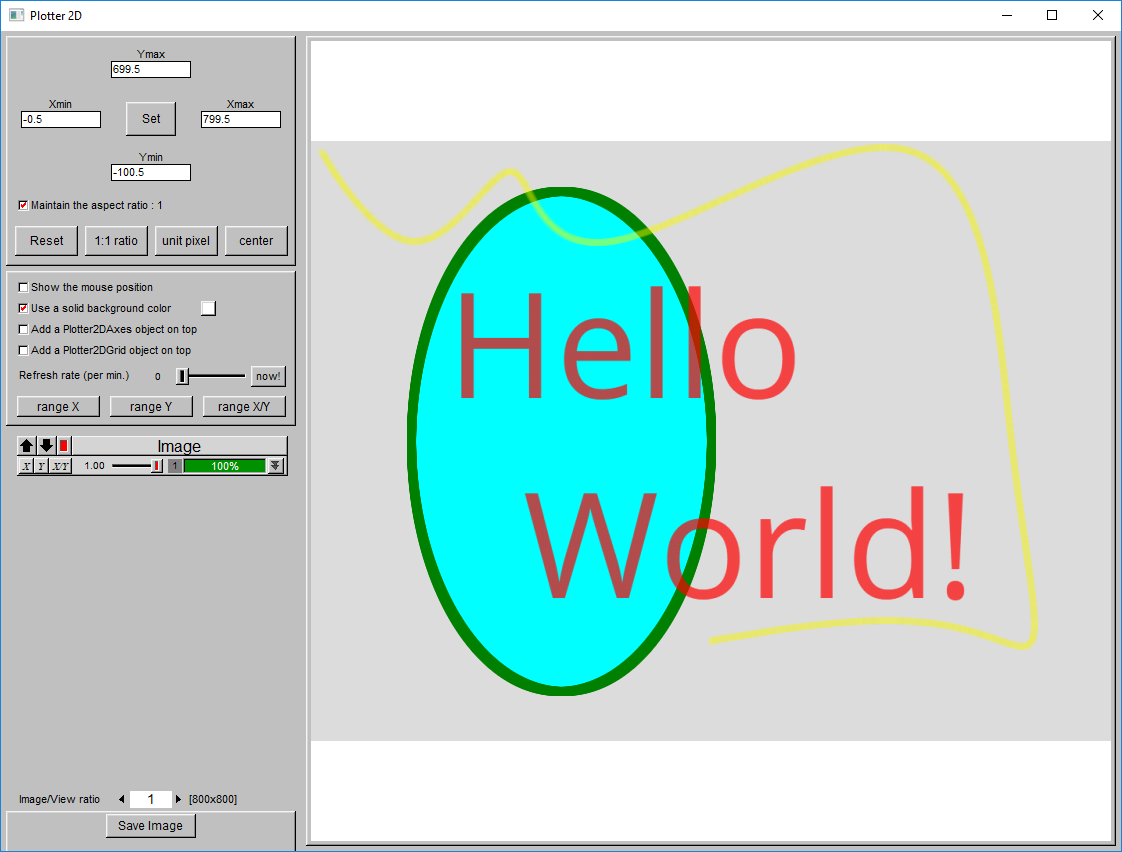 Plotter 2D
Ymax
699.5
Xmin
Xmax
-0.5
Set
799.5
Ymin
-100.5
Maintain the aspect ratio : 1
Reset
1:1 ratio
unit pixel
center
Show the mouse position
Use a solid background color
Add a Plotter2DAxes object on top
Add a Plotter2DGrid object on top
Refresh rate (per min.)
0
now!
range X
range Y
range X/Y
Image
X
Y
X/Y
1.00
1
100%
Image/View ratio
1
[800x800]
Save Image
Hello
World!